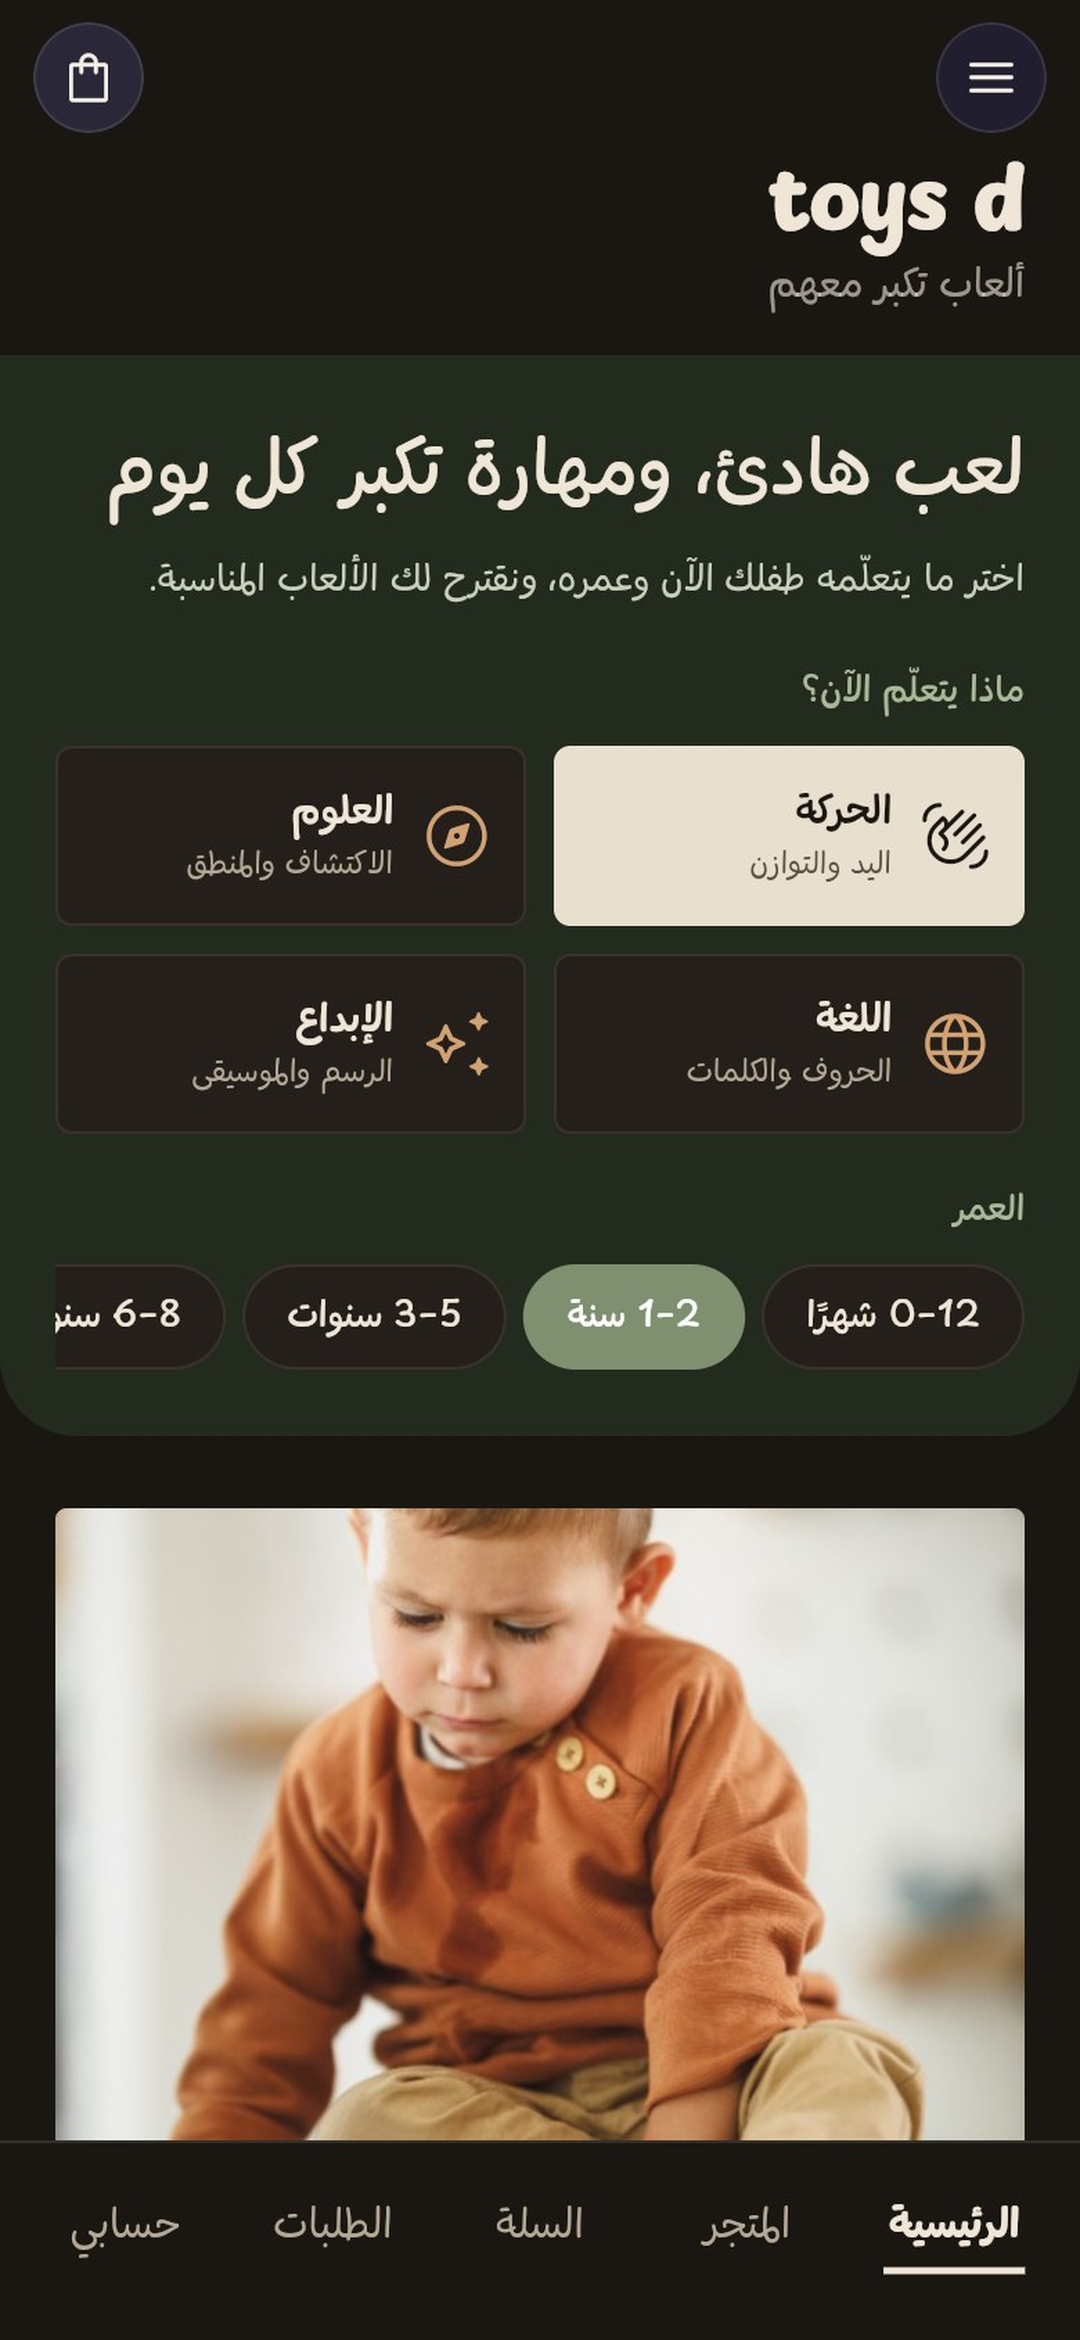 toys d
ألعاب تكبر معهم
لعب هادئ، ومهارة تكبر كل يوم
اختر ما يتعلّمه طفلك الآن وعمره، ونقترح لك الألعاب المناسبة.
ماذا يتعلّم الآن؟
الحركة
اليد والتوازن
العلوم
الاكتشاف والمنطق
اللغة
الحروف والكلمات
الإبداع
الرسم والموسيقى
العمر
0-12 شهرًا
1-2 سنة
3-5 سنوات
6-8 سنو
الرئيسية
المتجر
السلة
الطلبات
حسابي